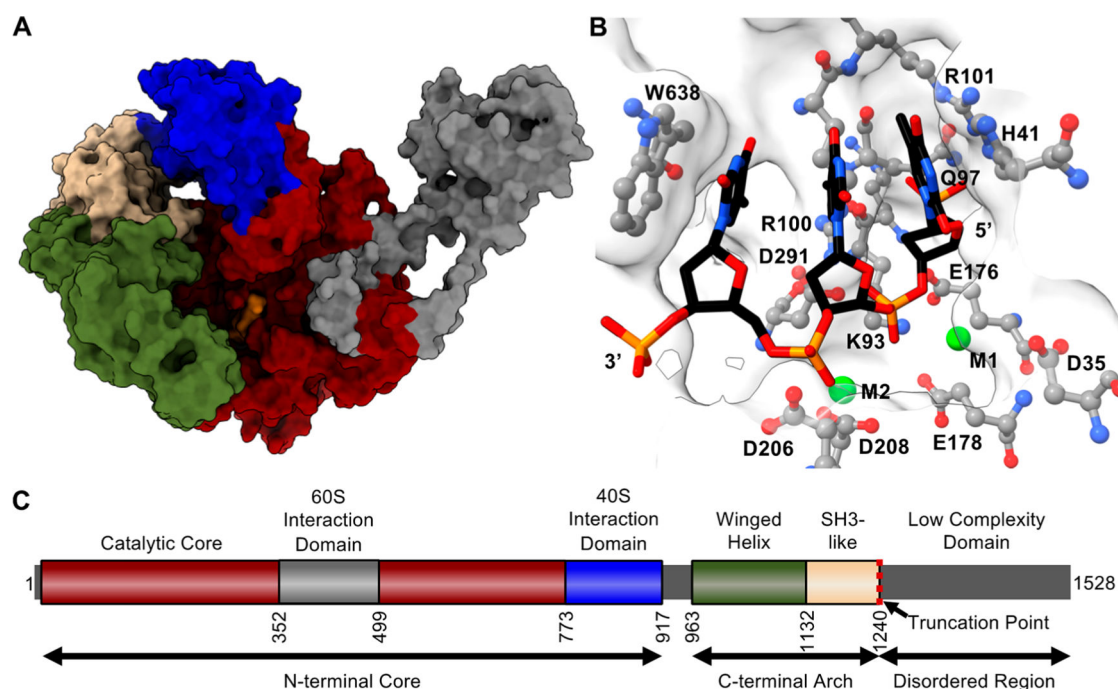 A
B
W638
R101
H41
Q97
5’
R100
D291
E176
K93
3’
M1
D35
M2
D206
D208
E178
C
60S
Interaction
Domain
40S
Interaction
Domain
Winged
Helix
SH3-
like
Low Complexity
Domain
Catalytic Core
1
1528
352
499
773
917
963
1132
1240
Truncation Point
N-terminal Core
C-terminal Arch
Disordered Region